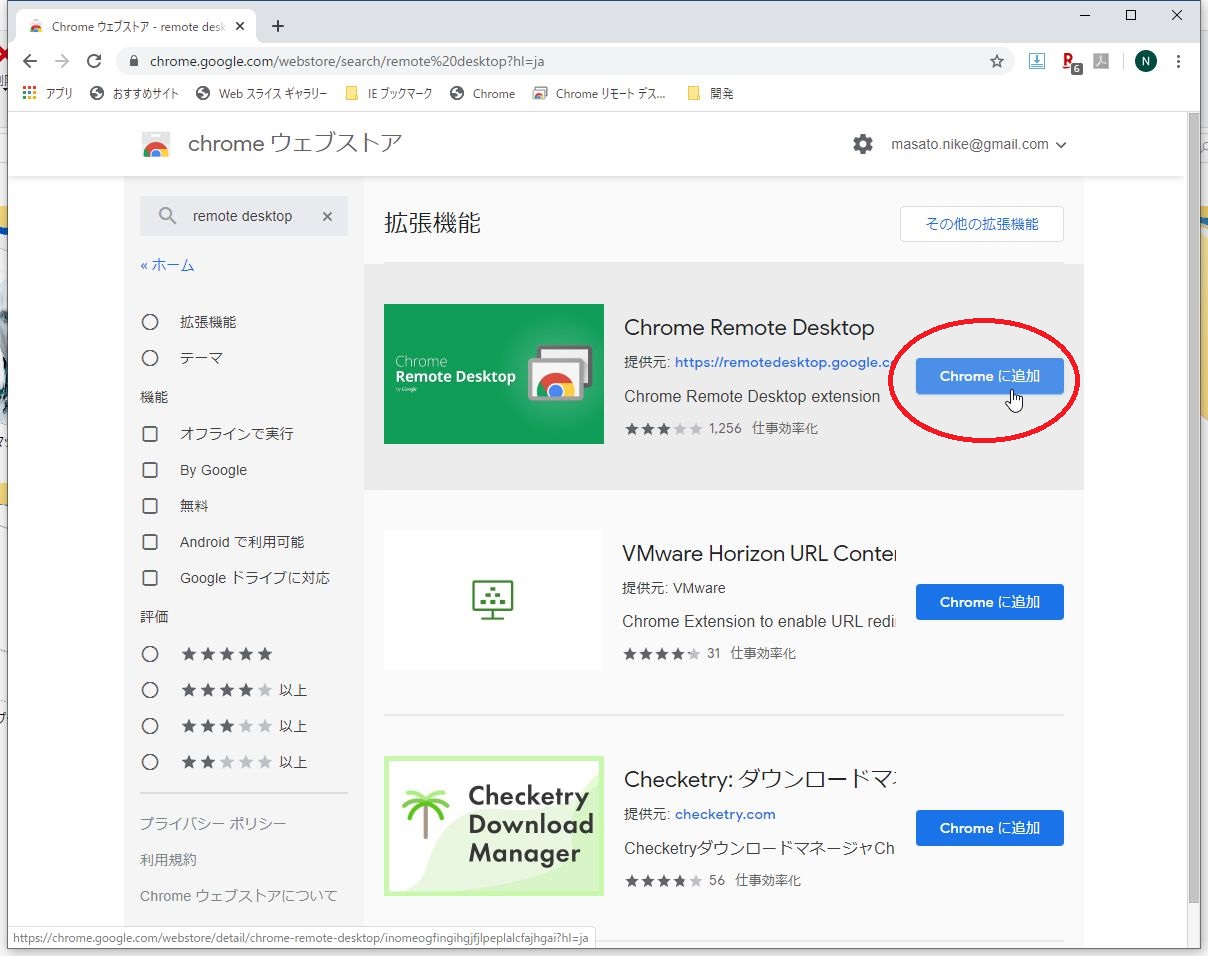 Chrome ウェブストア - remote desk
chrome.google.com/webstore/search/remote%20desktop?hl=ja
6
N
アプリ
おすすめサイト
Web スライス ギャラリー
IE ブックマーク
Chrome
Chrome リモート デス...
開発
chrome ウェブストア
masato.nike@gmail.com
remote desktop
« ホーム
拡張機能
テーマ
機能
オフラインで実行
By Google
無料
Android で利用可能
Google ドライブに対応
評価
以上
以上
以上
プライバシー ポリシー
利用規約
Chrome ウェブストアについて
拡張機能
その他の拡張機能
Chrome
Remote Desktop
by Google
Chrome Remote Desktop
提供元: https://remotedesktop.google.c
Chrome Remote Desktop extension
1,256 仕事効率化
Chrome に追加
VMware Horizon URL Conte
提供元: VMware
Chrome Extension to enable URL redi
31 仕事効率化
Chrome に追加
Checketry
Download
Manager
Checketry: ダウンロードマ
提供元: checketry.com
Checketryダウンロードマネージャ Ch
56 仕事効率化
Chrome に追加
https://chrome.google.com/webstore/detail/chrome-remote-desktop/inomeogfingihgjfjlpeplalcfajhgai?hl=ja